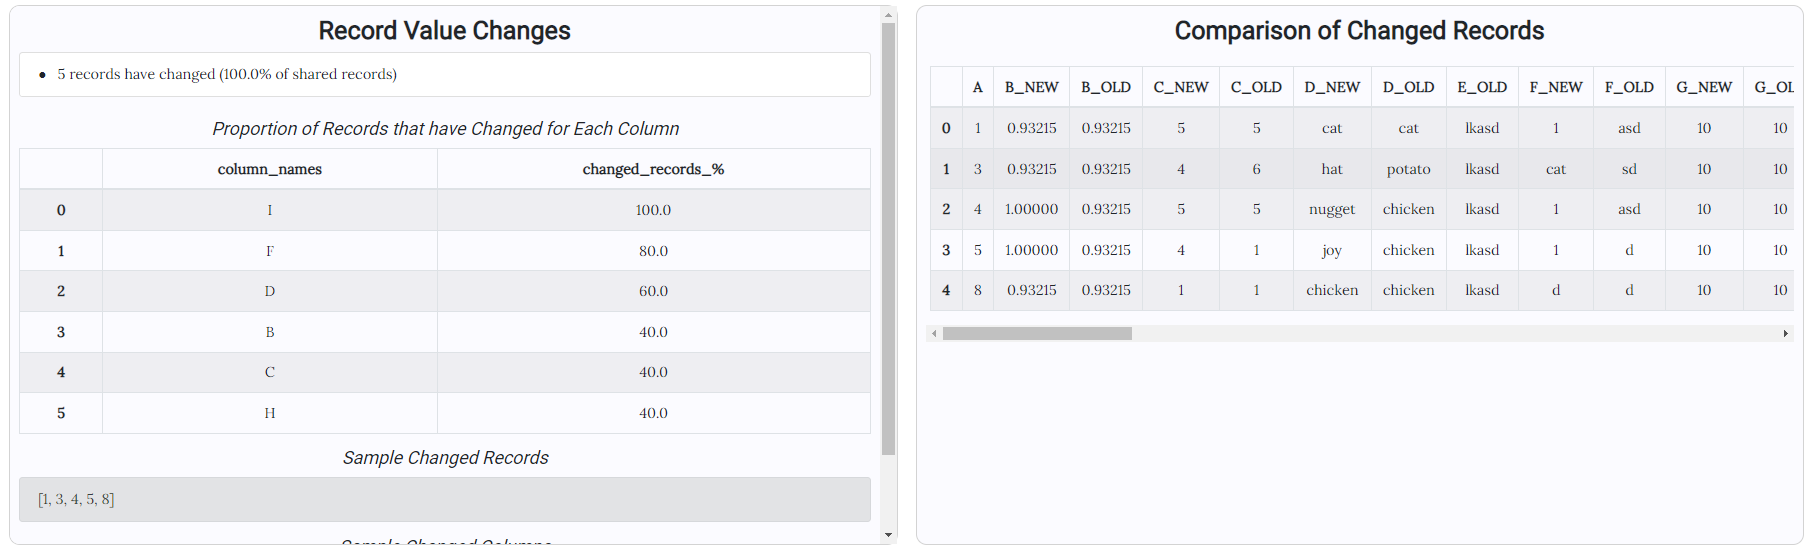 Record Value Changes
5 records have changed (100.0% of shared records)
Proportion of Records that have Changed for Each Column
column_names changed_records_%
0 I 100.0
1 F 80.0
2 D 60.0
3 B 40.0
4 C 40.0
5 H 40.0
Sample Changed Records
[1, 3, 4, 5, 8]
Sample Changed Columns
Comparison of Changed Records
A B_NEW B_OLD C_NEW C_OLD D_NEW D_OLD E_OLD F_NEW F_OLD G_NEW G_OL
0 1 0.93215 0.93215 5 5 cat cat lkasd 1 asd 10 10
1 3 0.93215 0.93215 4 6 hat potato lkasd cat sd 10 10
2 4 1.00000 0.93215 5 5 nugget chicken lkasd 1 asd 10 10
3 5 1.00000 0.93215 4 1 joy chicken lkasd 1 d 10 10
4 8 0.93215 0.93215 1 1 chicken chicken lkasd d d 10 10